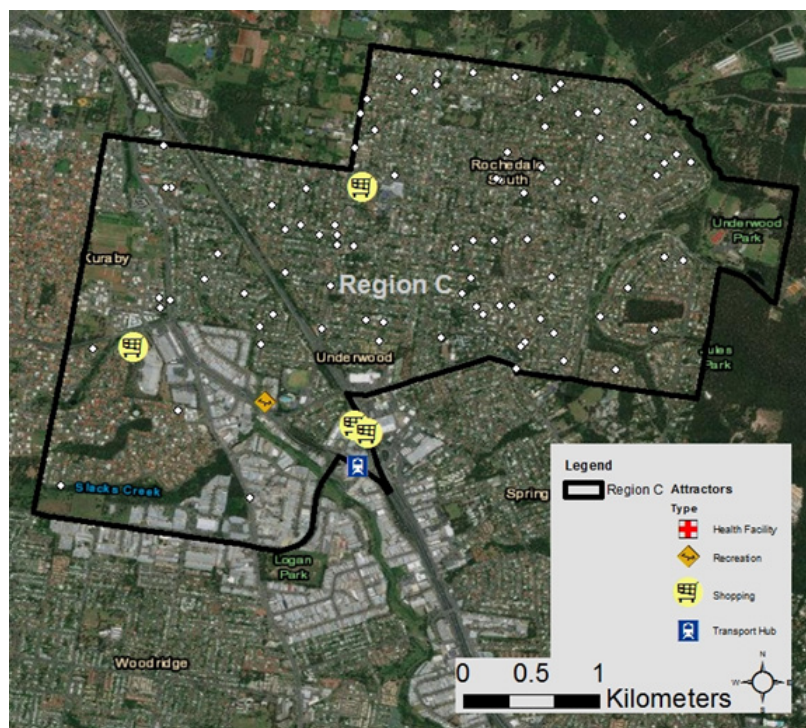 Rochedale
South
Underwood
Park
Kuraby
Region C
Underwood
Jules
Park
Slacks Creek
Spring
Logan
Park
Woodridge
Legend
Region C
Attractors
Type
Health Facility
Recreation
Shopping
Transport Hub
N
W
E
S
0 0.5 1
Kilometers